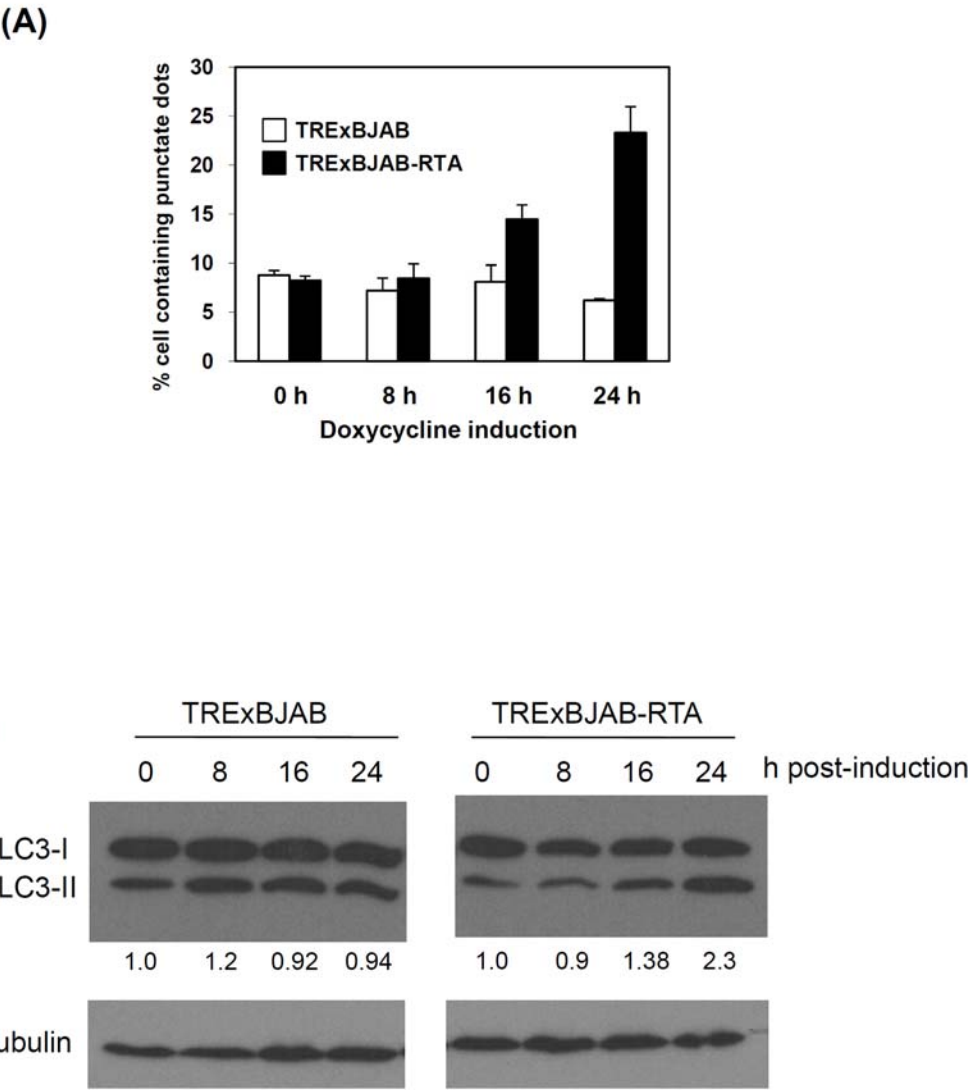 (A)
30
25
20
15
10
5
0
% cell containing punctate dots
TRExBJAB
TRExBJAB-RTA
0 h 8 h 16 h 24 h
Doxycycline induction
TRExBJAB TRExBJAB-RTA
0 8 16 24 0 8 16 24 h post-induction
LC3-I
LC3-II
1.0 1.2 0.92 0.94 1.0 0.9 1.38 2.3
ubulin